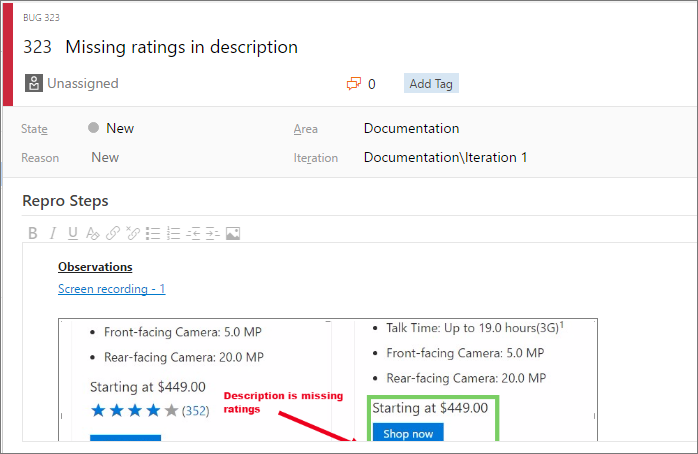 BUG 323
323 Missing ratings in description
Unassigned 0 Add Tag
State New Area Documentation
Reason New Iteration Documentation\Iteration 1
Repro Steps
B I U
Observations
Screen recording - 1
• Front-facing Camera: 5.0 MP
• Rear-facing Camera: 20.0 MP
Starting at $449.00
(352)
Description is missing
ratings
• Talk Time: Up to 19.0 hours(3G)¹
• Front-facing Camera: 5.0 MP
• Rear-facing Camera: 20.0 MP
Starting at $449.00
Shop now